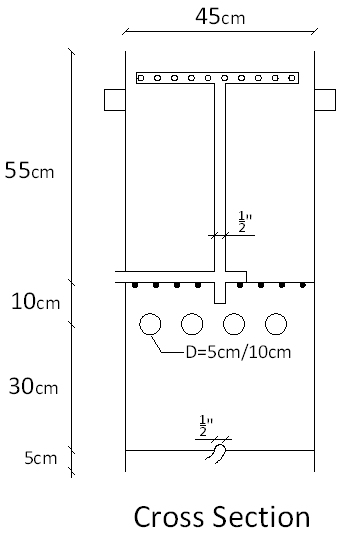 45cm
55cm
1/2"
10cm
D=5cm/10cm
30cm
1/2"
5cm
Cross Section